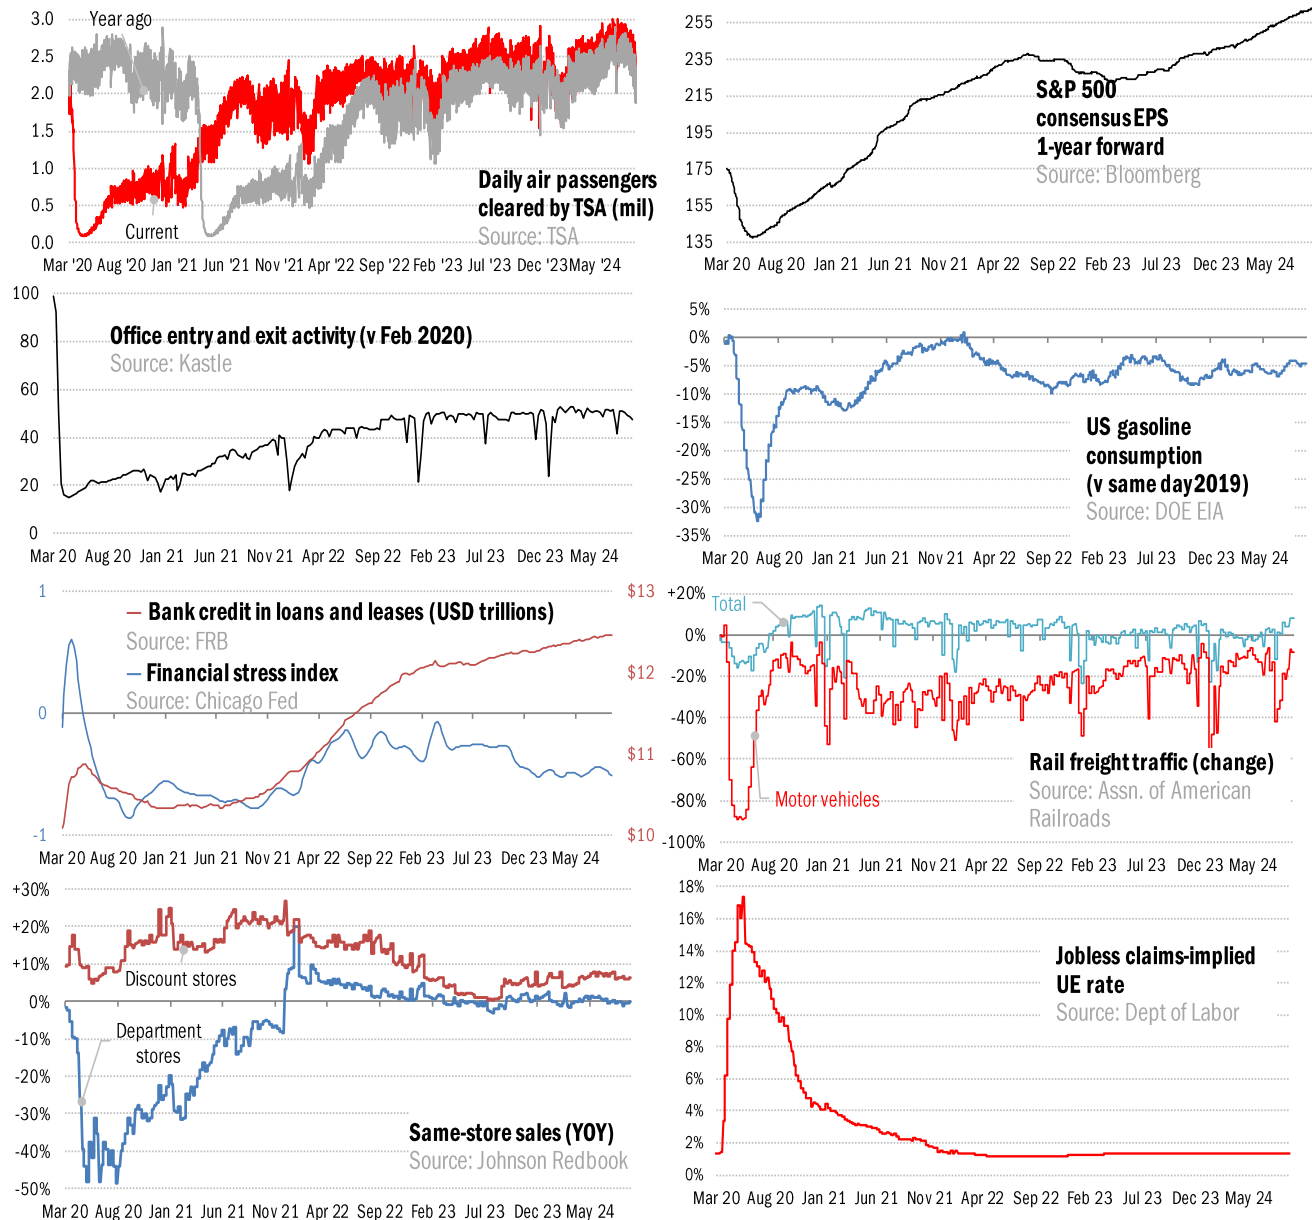 3.0
2.5
2.0
1.5
1.0
0.5
0.0
Year ago
Current
Daily air passengers
cleared by TSA (mil)
Source: TSA
Mar '20 Aug '20 Jan '21 Jun '21 Nov '21 Apr '22 Sep '22 Feb '23 Jul '23 Dec '23 May '24
255
235
215
195
175
155
135
S&P 500
consensus EPS
1-year forward
Source: Bloomberg
Mar 20 Aug 20 Jan 21 Jun 21 Nov 21 Apr 22 Sep 22 Feb 23 Jul 23 Dec 23 May 24
100
80
60
40
20
0
Office entry and exit activity (v Feb 2020)
Source: Kastle
Mar 20 Aug 20 Jan 21 Jun 21 Nov 21 Apr 22 Sep 22 Feb 23 Jul 23 Dec 23 May 24
5%
0%
-5%
-10%
-15%
-20%
-25%
-30%
-35%
US gasoline
consumption
(v same day 2019)
Source: DOE EIA
Mar 20 Aug 20 Jan 21 Jun 21 Nov 21 Apr 22 Sep 22 Feb 23 Jul 23 Dec 23 May 24
1
0
-1
Bank credit in loans and leases (USD trillions)
Source: FRB
Financial stress index
Source: Chicago Fed
$13
$12
$11
$10
Mar 20 Aug 20 Jan 21 Jun 21 Nov 21 Apr 22 Sep 22 Feb 23 Jul 23 Dec 23 May 24
+20%
0%
-20%
-40%
-60%
-80%
-100%
Total
Motor vehicles
Rail freight traffic (change)
Source: Assn. of American
Railroads
Mar 20 Aug 20 Jan 21 Jun 21 Nov 21 Apr 22 Sep 22 Feb 23 Jul 23 Dec 23 May 24
+30%
+20%
+10%
0%
-10%
-20%
-30%
-40%
-50%
Discount stores
Department
stores
Same-store sales (YOY)
Source: Johnson Redbook
Mar 20 Aug 20 Jan 21 Jun 21 Nov 21 Apr 22 Sep 22 Feb 23 Jul 23 Dec 23 May 24
18%
16%
14%
12%
10%
8%
6%
4%
2%
0%
Jobless claims-implied
UE rate
Source: Dept of Labor
Mar 20 Aug 20 Jan 21 Jun 21 Nov 21 Apr 22 Sep 22 Feb 23 Jul 23 Dec 23 May 24